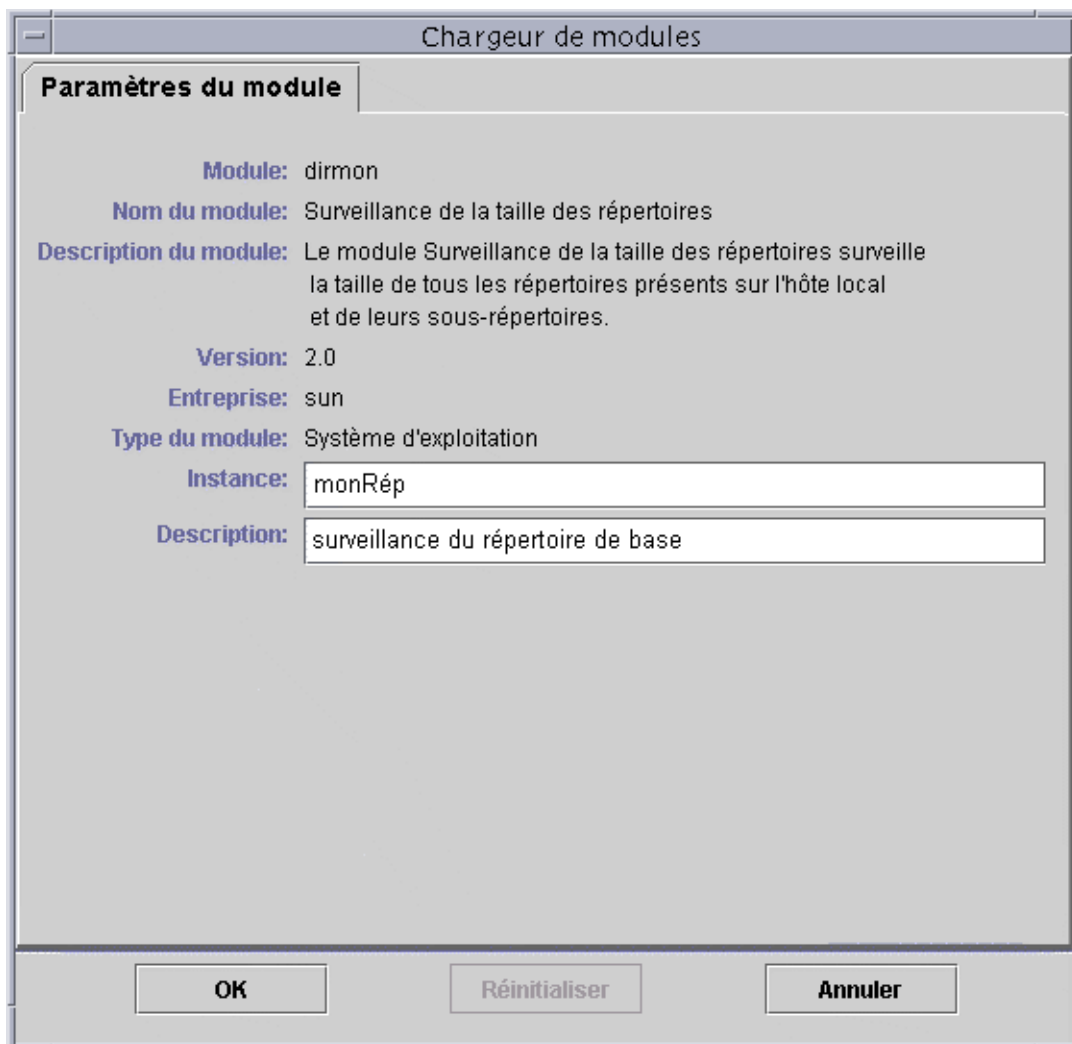 Chargeur de modules
Paramètres du module
Module: dirmon
Nom du module: Surveillance de la taille des répertoires
Description du module: Le module Surveillance de la taille des répertoires surveille
la taille de tous les répertoires présents sur l'hôte local
et de leurs sous-répertoires.
Version: 2.0
Entreprise: sun
Type du module: Système d'exploitation
Instance: monRép
Description: surveillance du répertoire de base
OK Réinitialiser Annuler